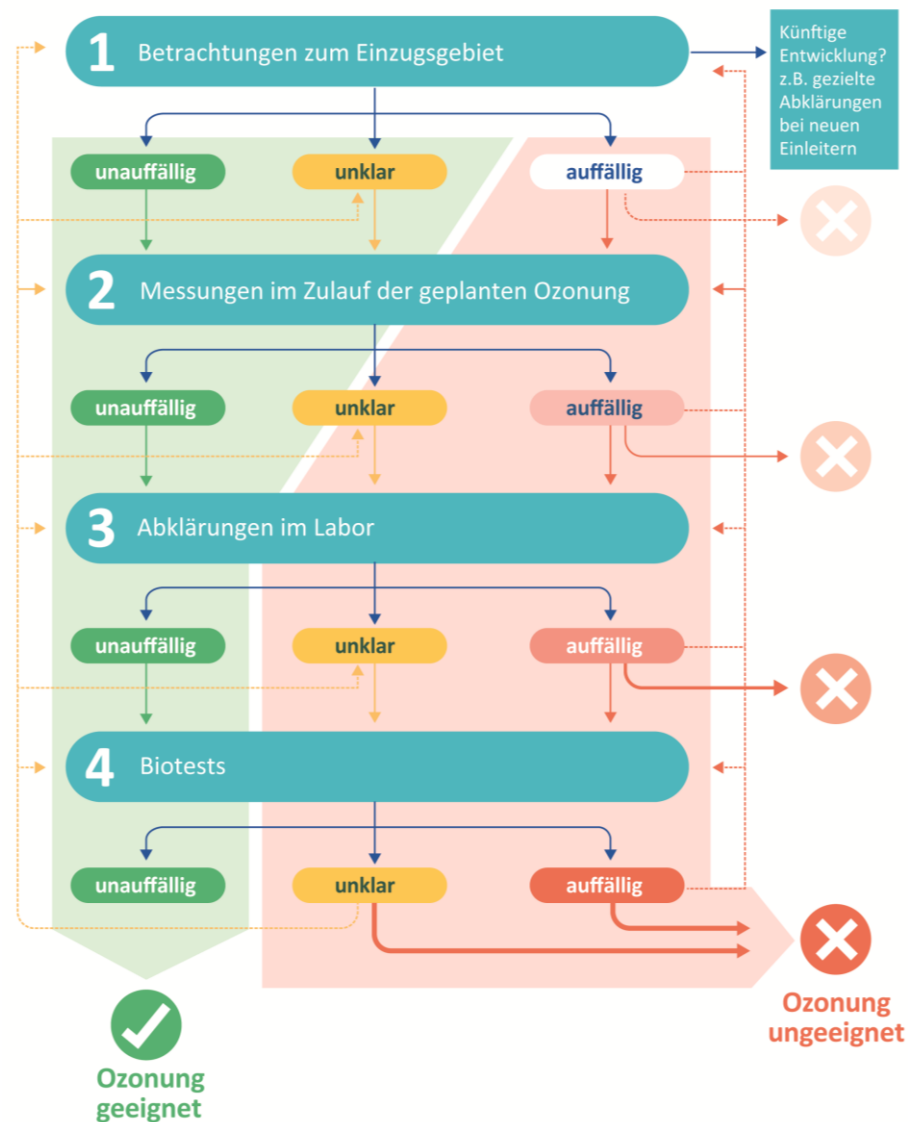 1 Betrachtungen zum Einzugsgebiet
Künftige
Entwicklung?
z.B. gezielte
Abklärungen
bei neuen
Einleitern
unauffällig
unklar
auffällig
2 Messungen im Zulauf der geplanten Ozonung
unauffällig
unklar
auffällig
3 Abklärungen im Labor
unauffällig
unklar
auffällig
4 Biotests
unauffällig
unklar
auffällig
Ozonung
ungeeignet
Ozonung
geeignet